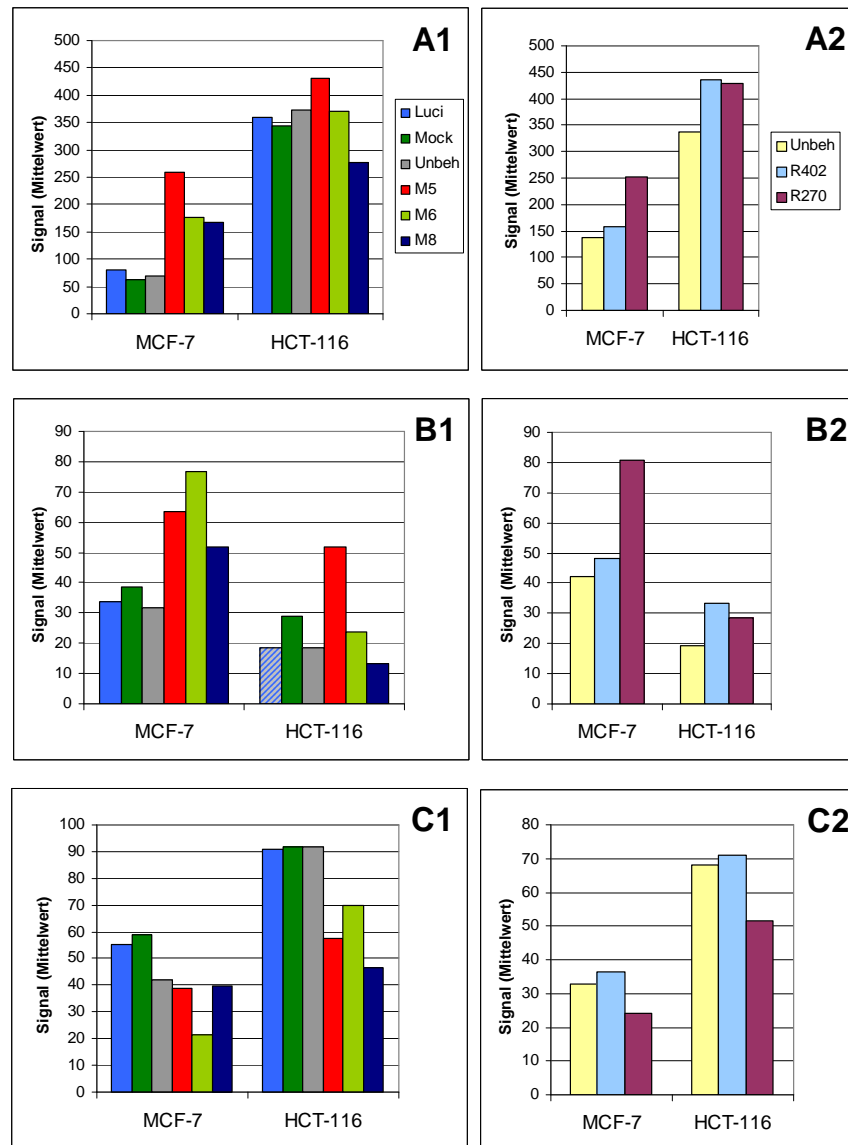 A1
Signal (Mittelwert)
500
450
400
350
300
250
200
150
100
50
0
MCF-7 HCT-116
Luci
Mock
Unbeh
M5
M6
M8
A2
Signal (Mittelwert)
500
450
400
350
300
250
200
150
100
50
0
MCF-7 HCT-116
Unbeh
R402
R270
B1
Signal (Mittelwert)
90
80
70
60
50
40
30
20
10
0
MCF-7 HCT-116
B2
Signal (Mittelwert)
90
80
70
60
50
40
30
20
10
0
MCF-7 HCT-116
C1
Signal (Mittelwert)
100
90
80
70
60
50
40
30
20
10
0
MCF-7 HCT-116
C2
Signal (Mittelwert)
80
70
60
50
40
30
20
10
0
MCF-7 HCT-116